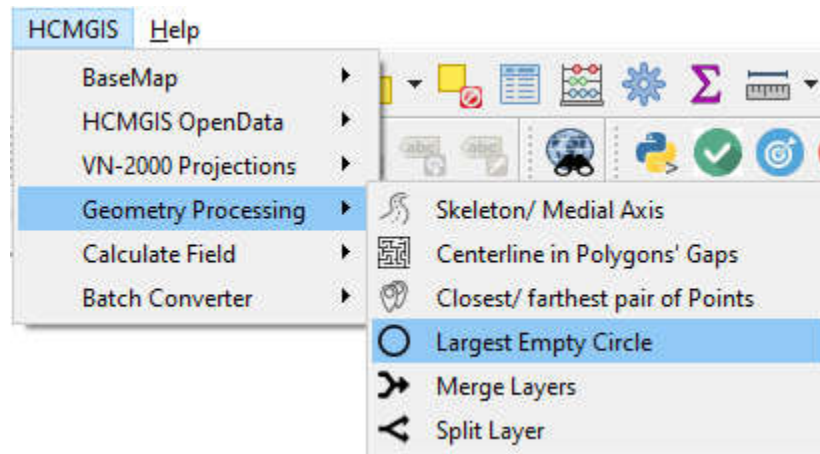 HCMGIS Help
BaseMap
HCMGIS OpenData
VN-2000 Projections
Geometry Processing
Calculate Field
Batch Converter
Skeleton/ Medial Axis
Centerline in Polygons' Gaps
Closest/ farthest pair of Points
Largest Empty Circle
Merge Layers
Split Layer
abc